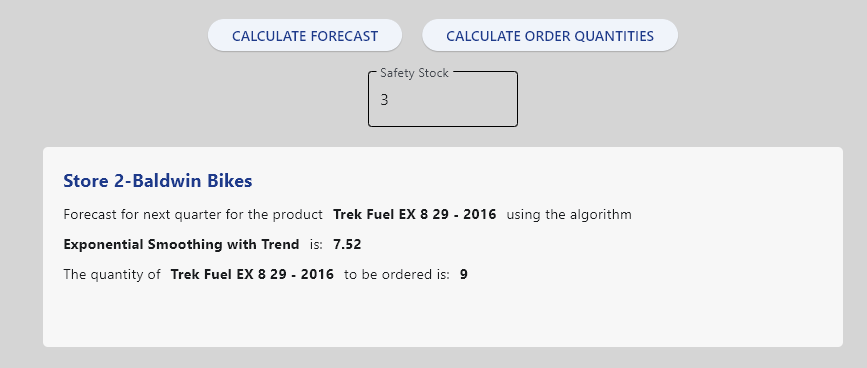 CALCULATE FORECAST CALCULATE ORDER QUANTITIES
Safety Stock
3
Store 2-Baldwin Bikes
Forecast for next quarter for the product Trek Fuel EX 8 29 - 2016 using the algorithm
Exponential Smoothing with Trend is: 7.52
The quantity of Trek Fuel EX 8 29 - 2016 to be ordered is: 9